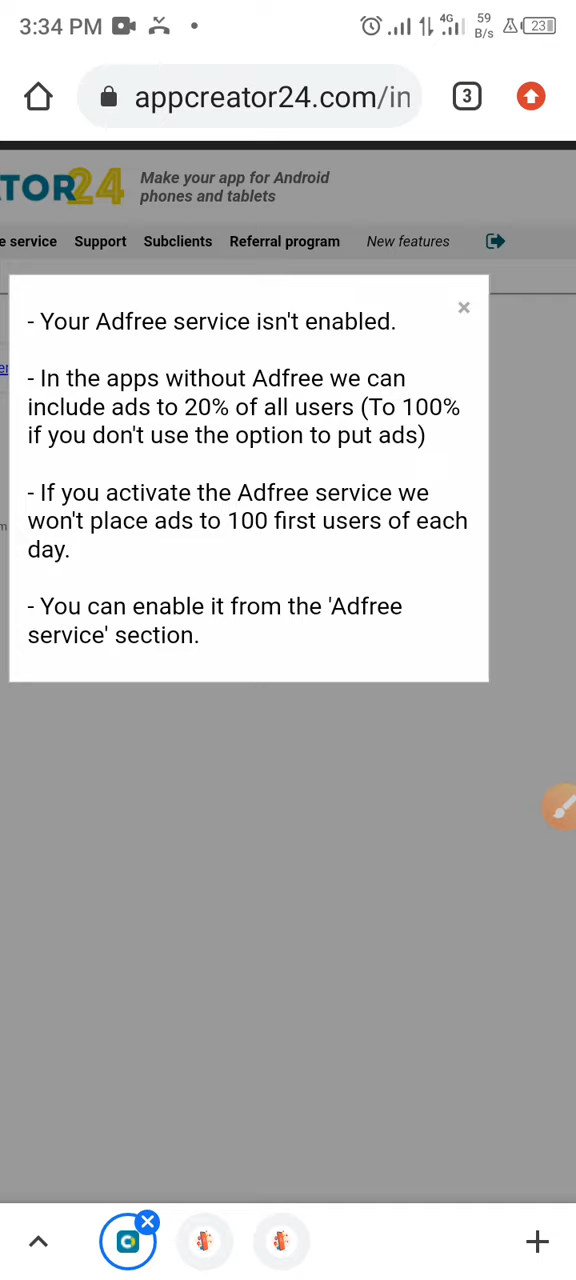 3:34 PM
4G
59
B/s
23
appcreator24.com/in
3
TOR24
Make your app for Android
phones and tablets
e service Support Subclients Referral program New features
×
- Your Adfree service isn't enabled.
er
- In the apps without Adfree we can
include ads to 20% of all users (To 100%
if you don't use the option to put ads)
- If you activate the Adfree service we
m
won't place ads to 100 first users of each
day.
- You can enable it from the 'Adfree
service' section.